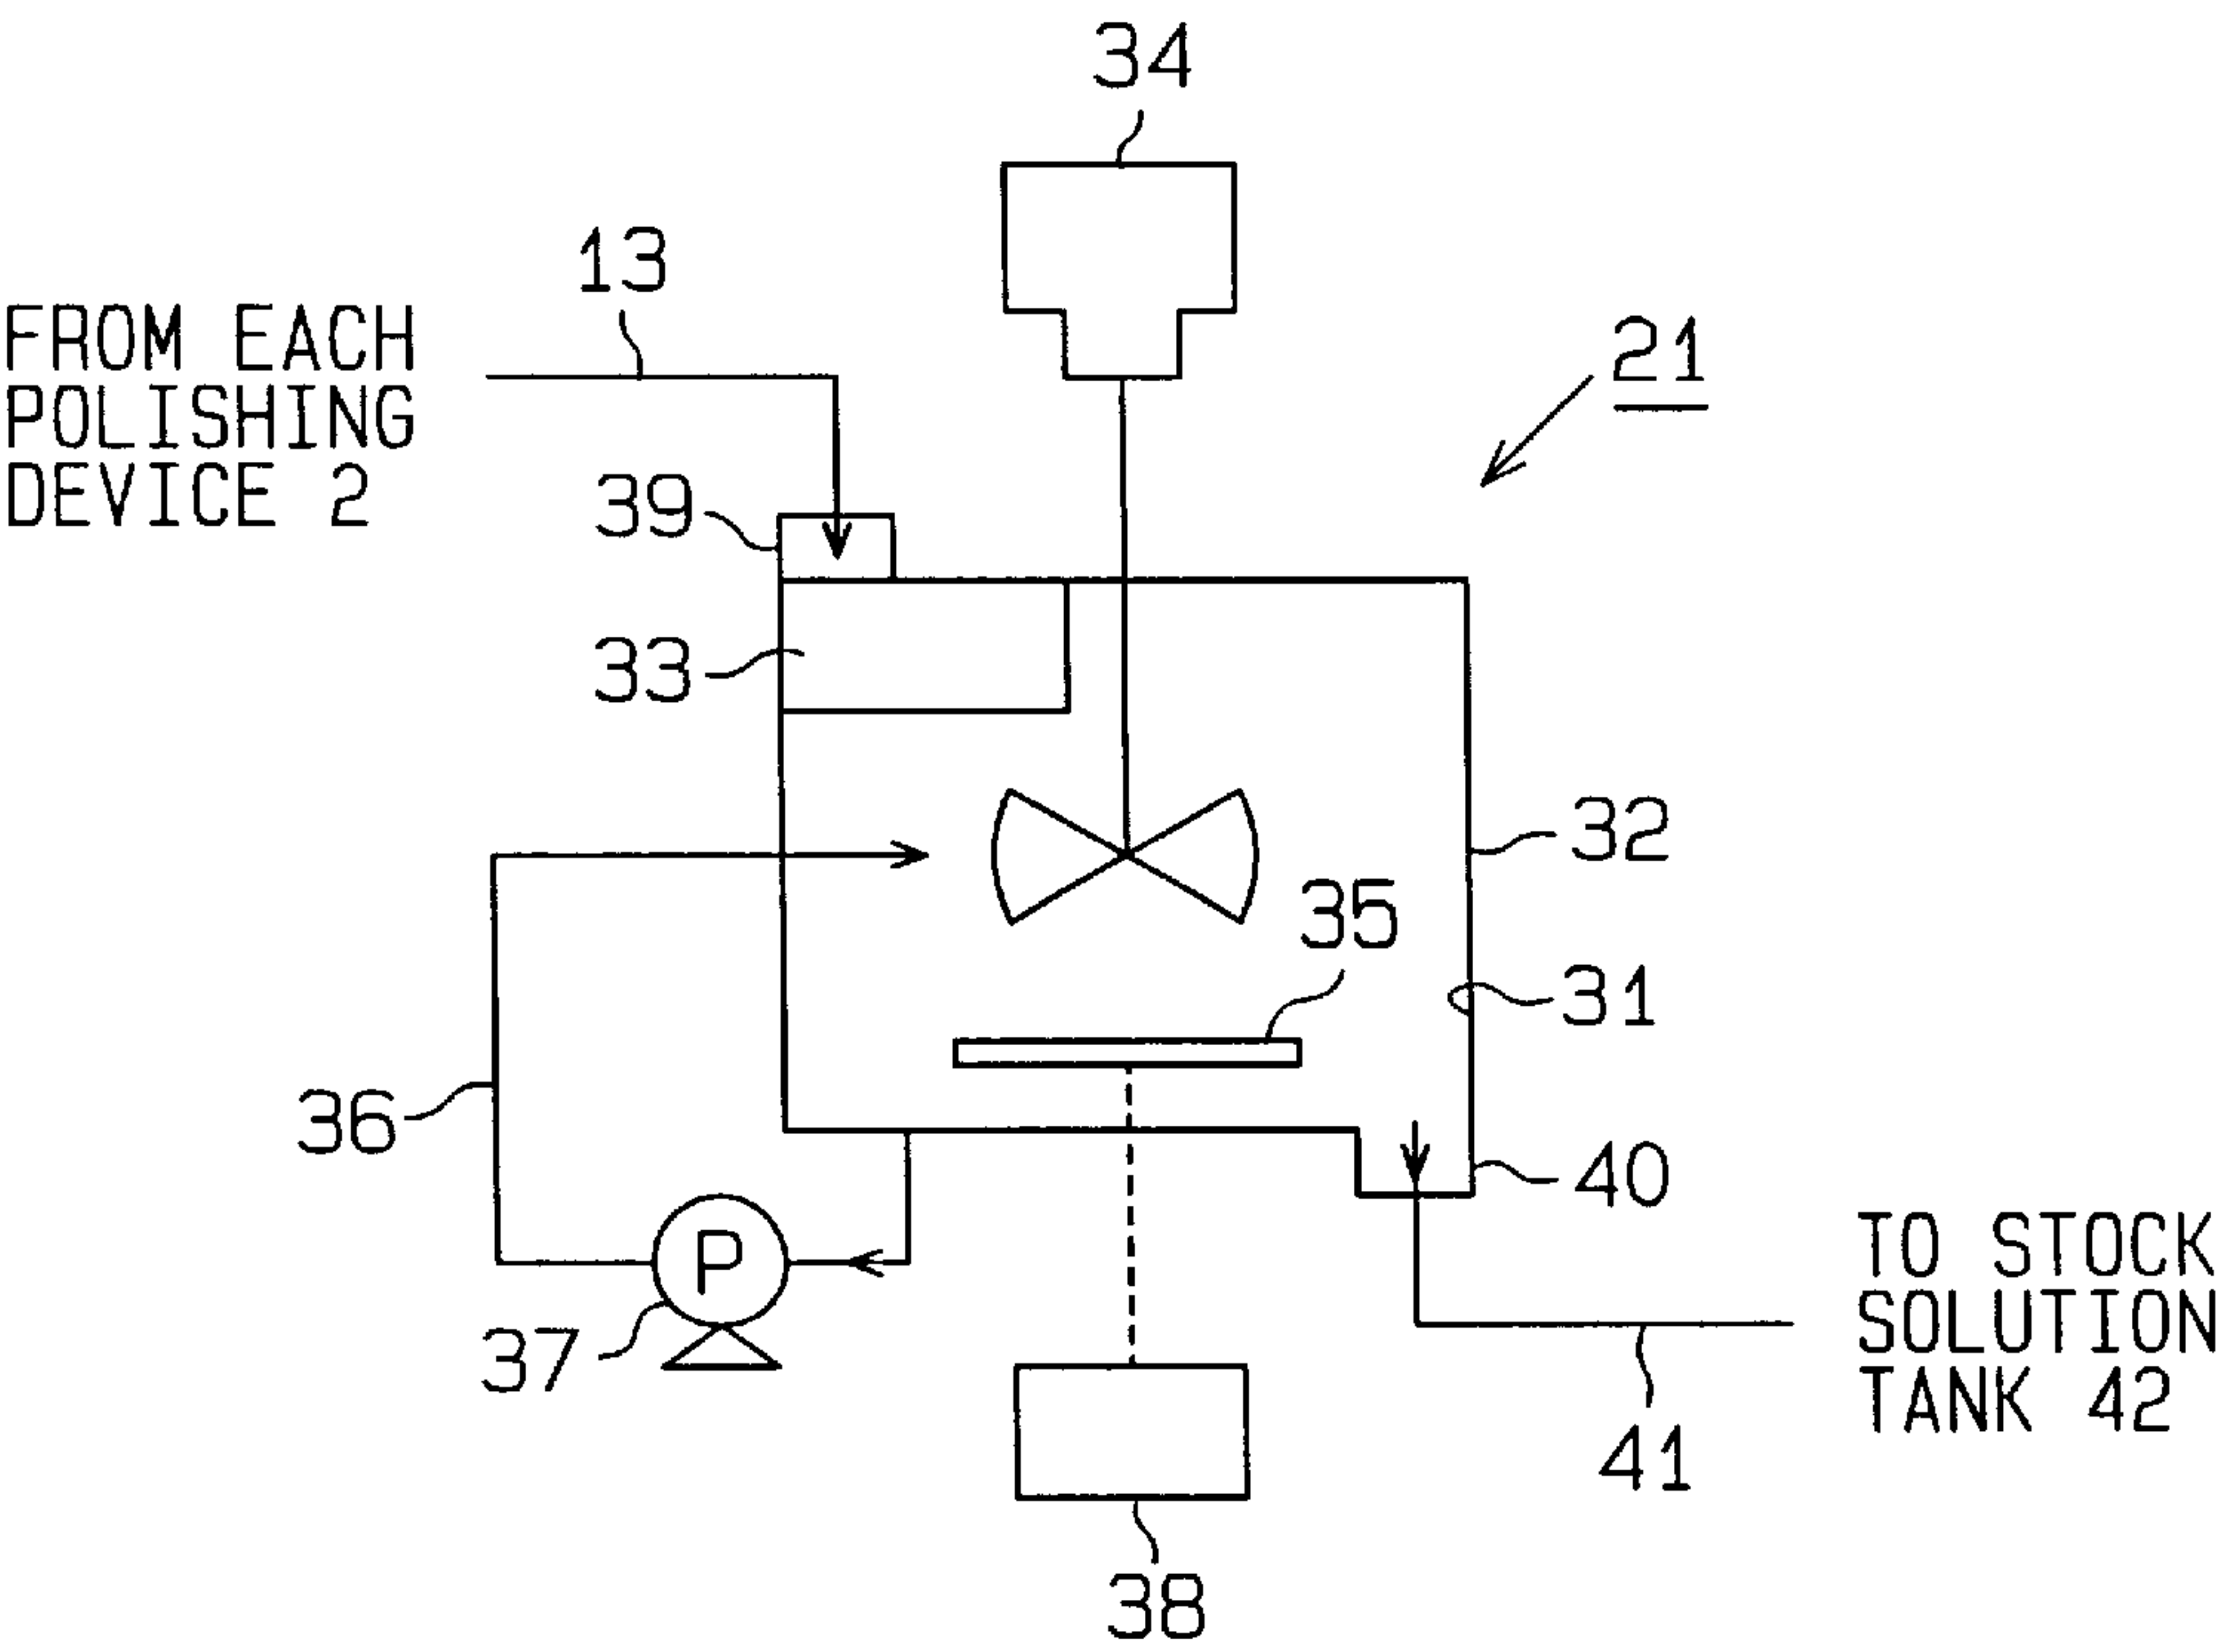 34
13
FROM EACH
POLISHING
DEVICE 2
21
39
33
32
35
31
36
40
P
37
TO STOCK
SOLUTION
TANK 42
41
38